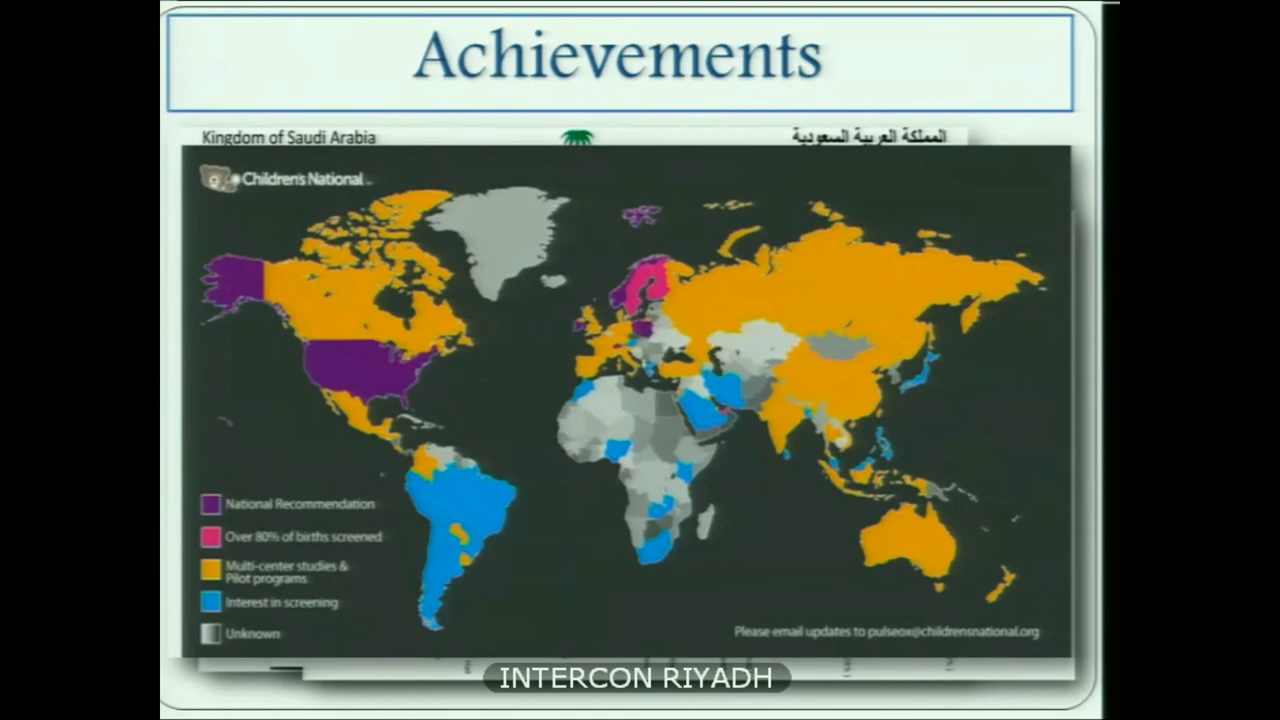 Achievements
Kingdom of Saudi Arabia
المملكة العربية السعودية
Children's National
National Recommendation
Over 80% of births screened
Multi-center studies &
Pilot programs
Interest in screening
Unknown
Please email updates to pulseox@childrensnational.org
INTERCON RIYADH